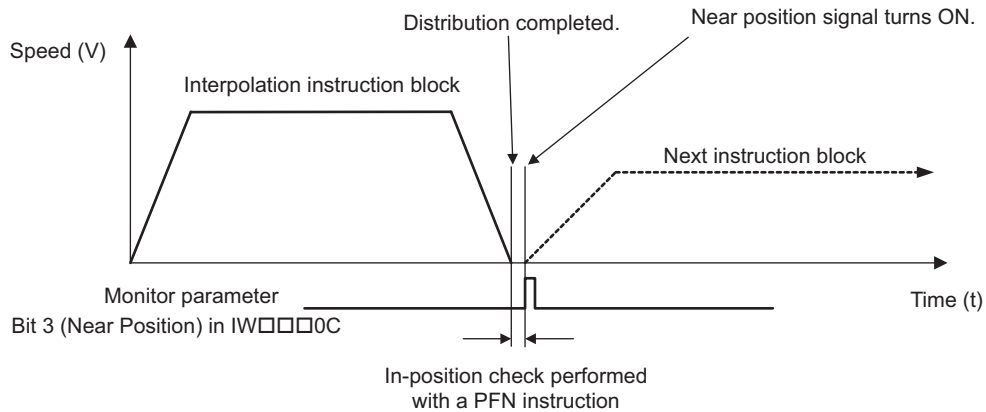 Distribution completed.
Near position signal turns ON.
Speed (V)
Interpolation instruction block
Next instruction block
Monitor parameter
Bit 3 (Near Position) in IW□□□0C
Time (t)
In-position check performed
with a PFN instruction